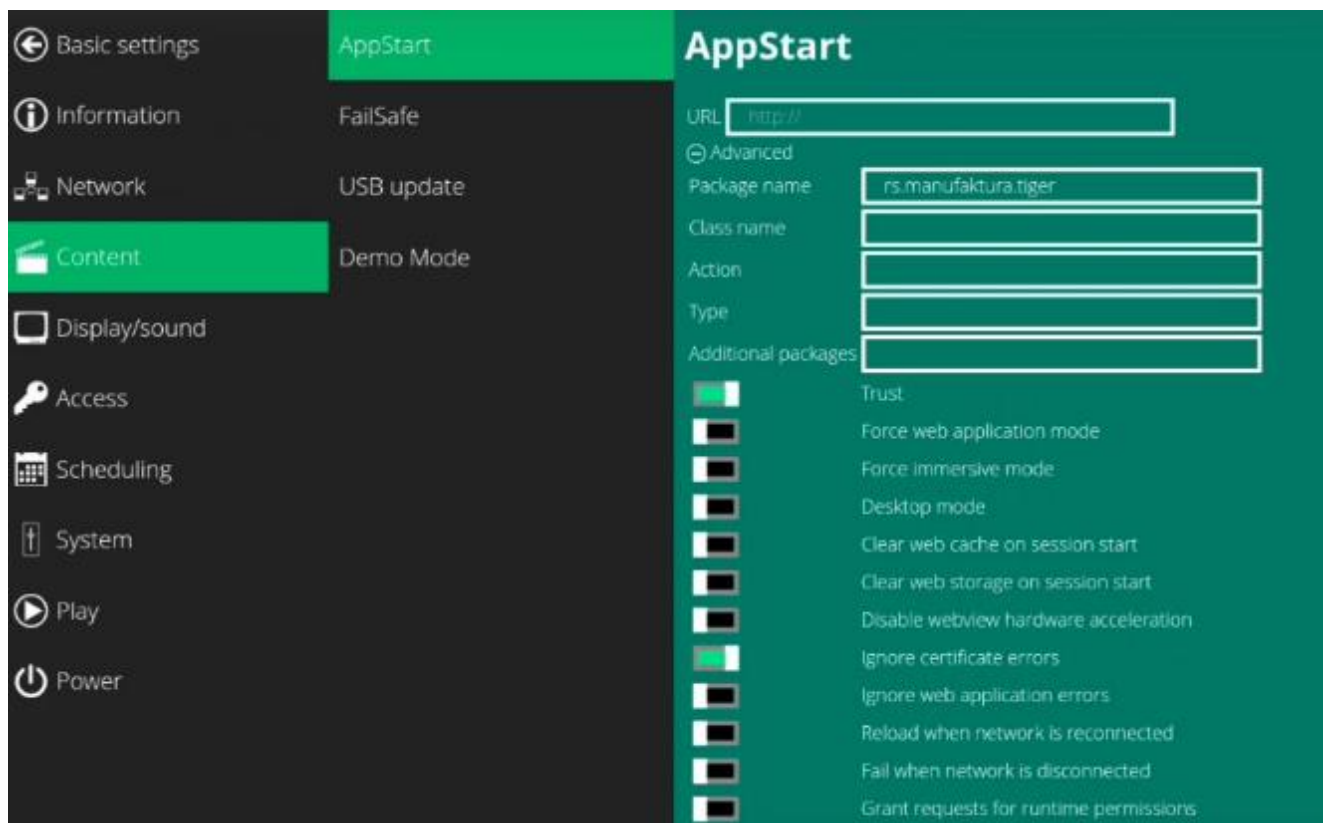 Basic settings
Information
Network
Content
Display/sound
Access
Scheduling
System
Play
Power
AppStart
FailSafe
USB update
Demo Mode
AppStart
URL http://
Advanced
Package name rs.manufaktura.tiger
Class name
Action
Type
Additional packages
Trust
Force web application mode
Force immersive mode
Desktop mode
Clear web cache on session start
Clear web storage on session start
Disable webview hardware acceleration
Ignore certificate errors
Ignore web application errors
Reload when network is reconnected
Fail when network is disconnected
Grant requests for runtime permissions